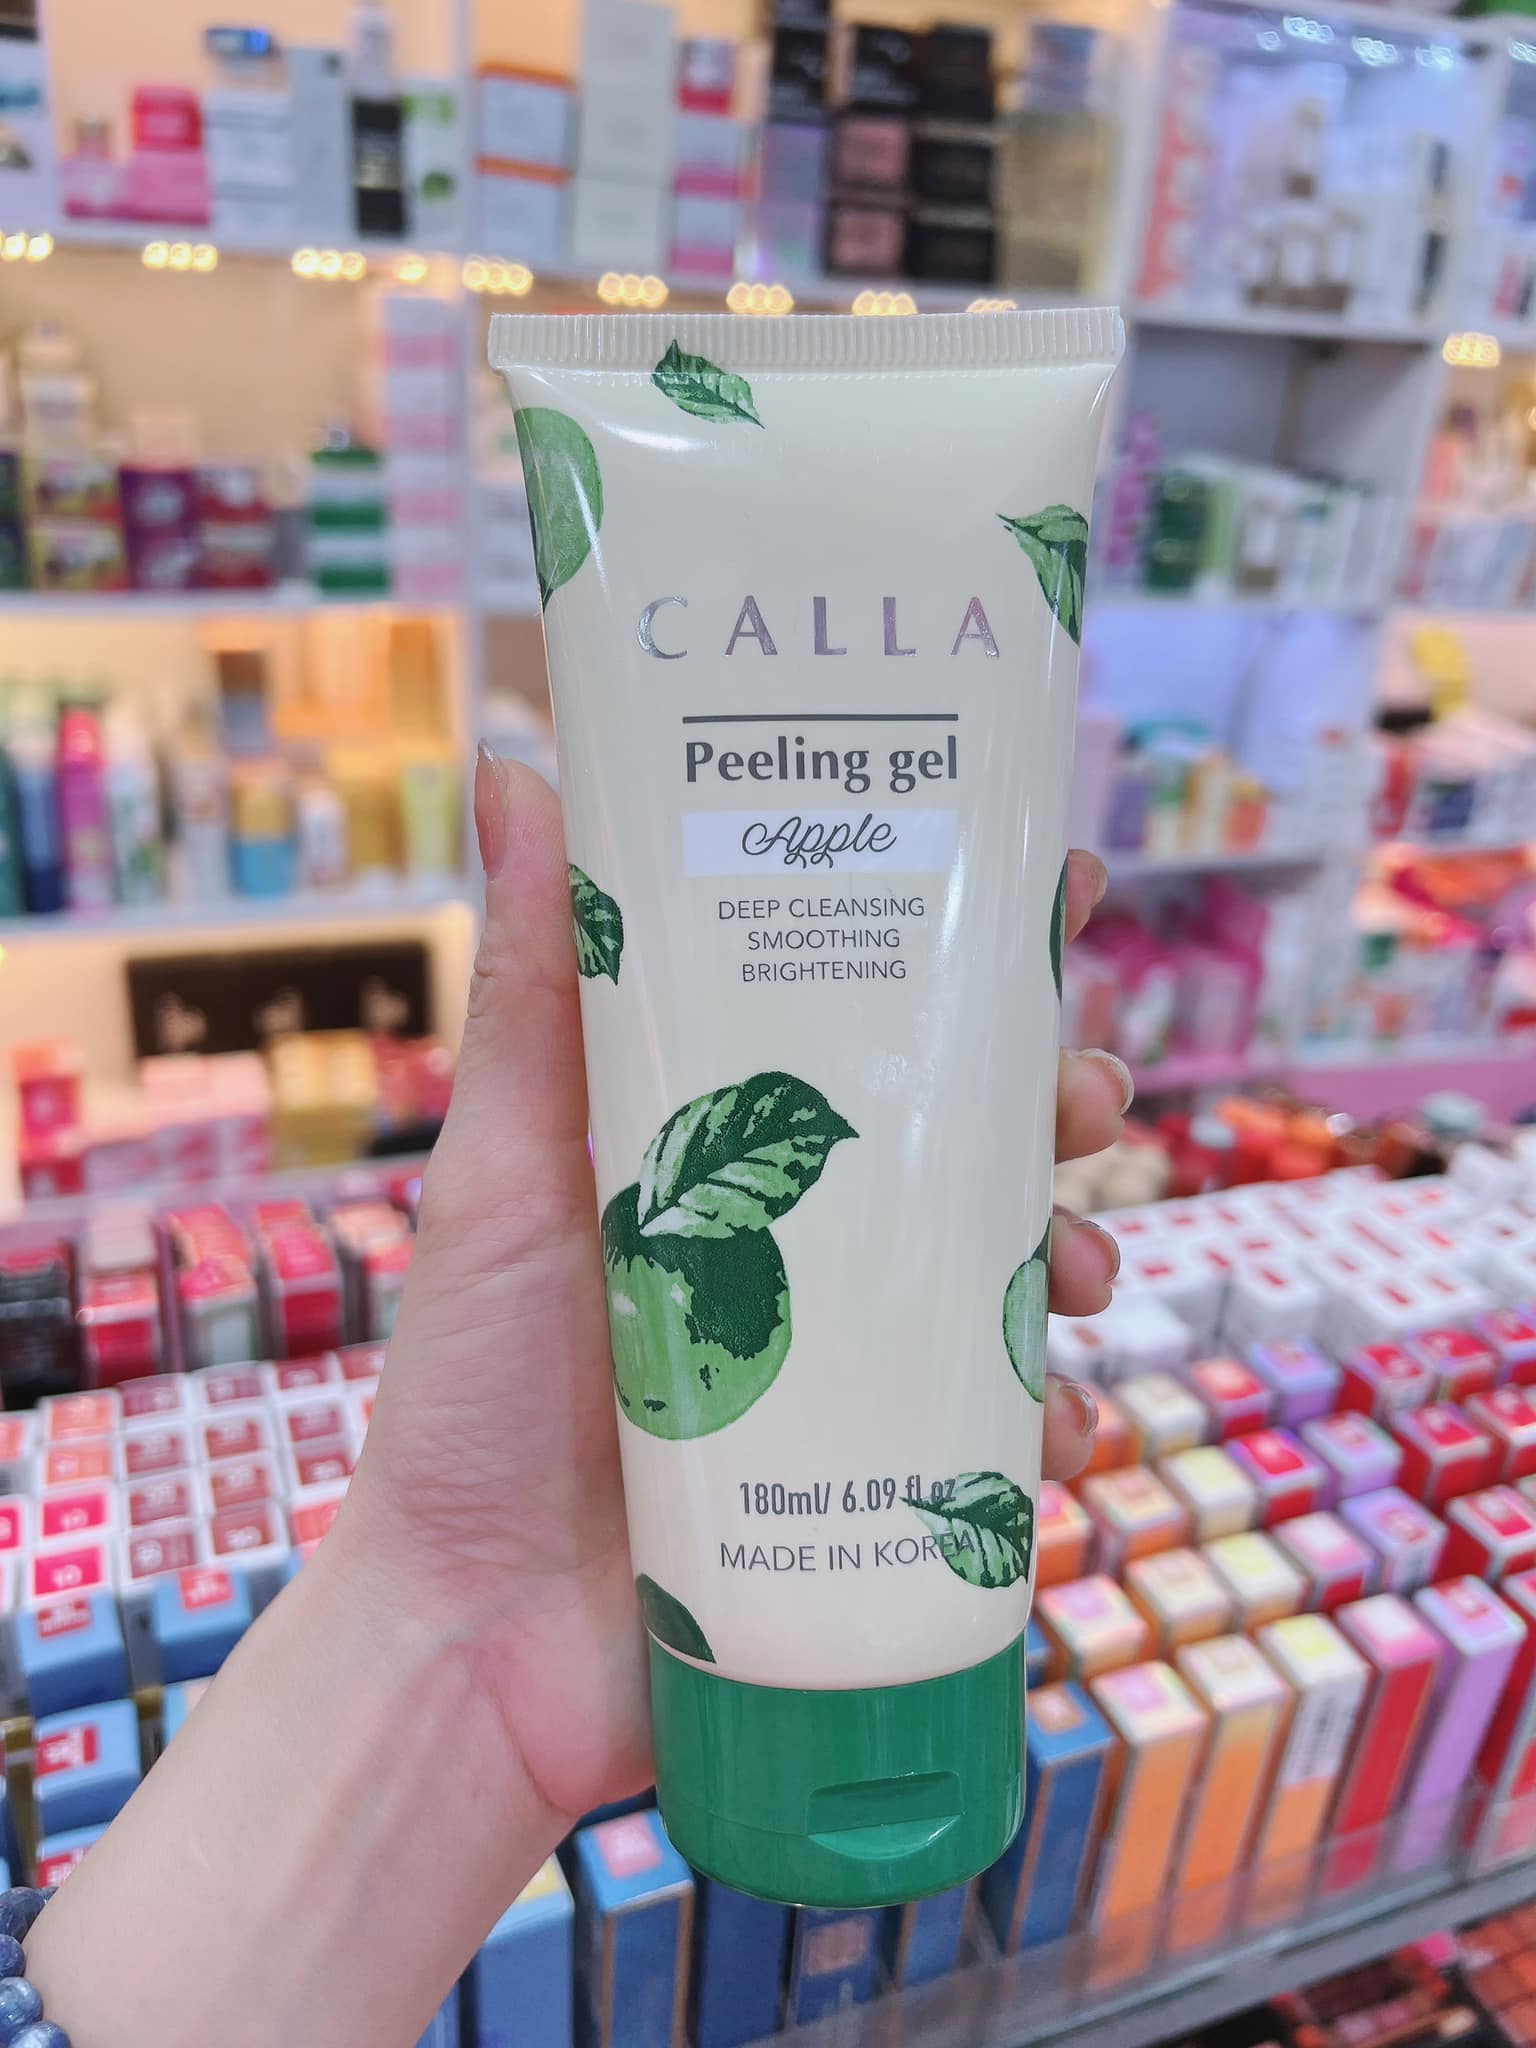 CALLA
Peeling gel
Apple
DEEP CLEANSING
SMOOTHING
BRIGHTENING
180ml/ 6.09 fl oz
MADE IN KOREA